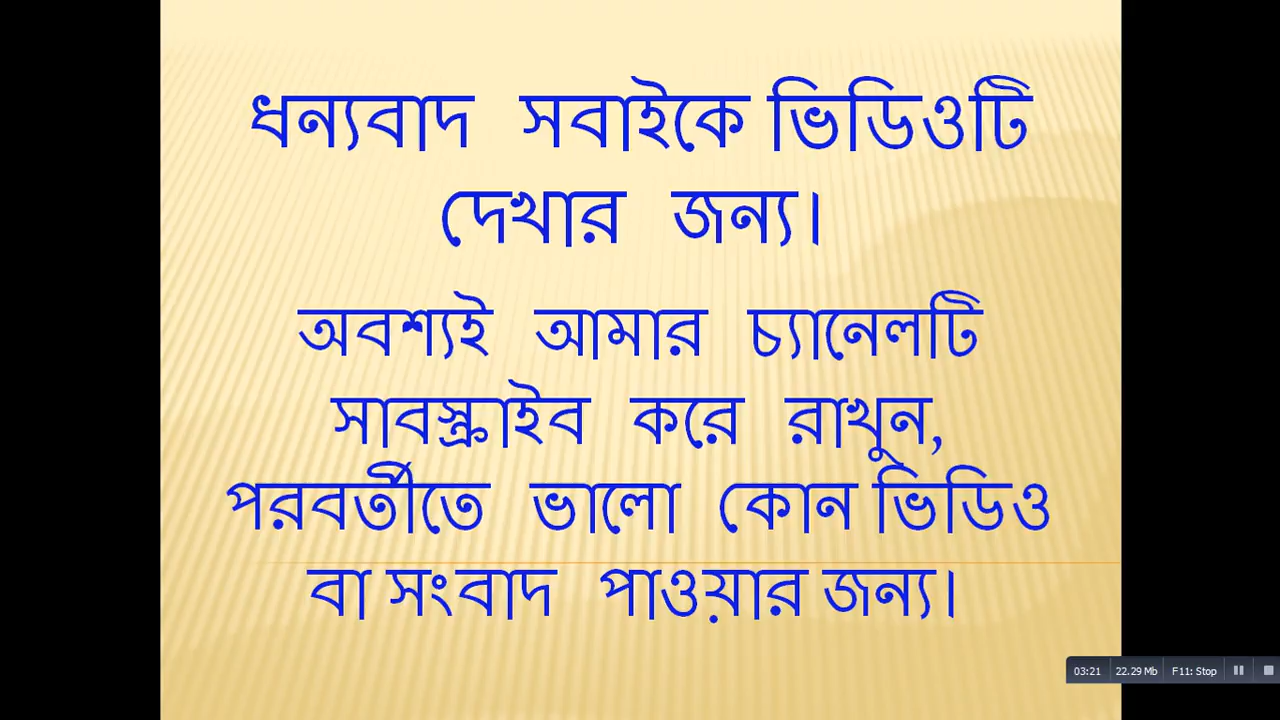 ধন্যবাদ সবাইকে ভিডিওটি
দেখার জন্য।
অবশ্যই আমার চ্যানেলটি
সাবস্ক্রাইব করে রাখুন,
পরবর্তীতে ভালো কোন ভিডিও
বা সংবাদ পাওয়ার জন্য।
03:21 22.29 Mb F11: Stop